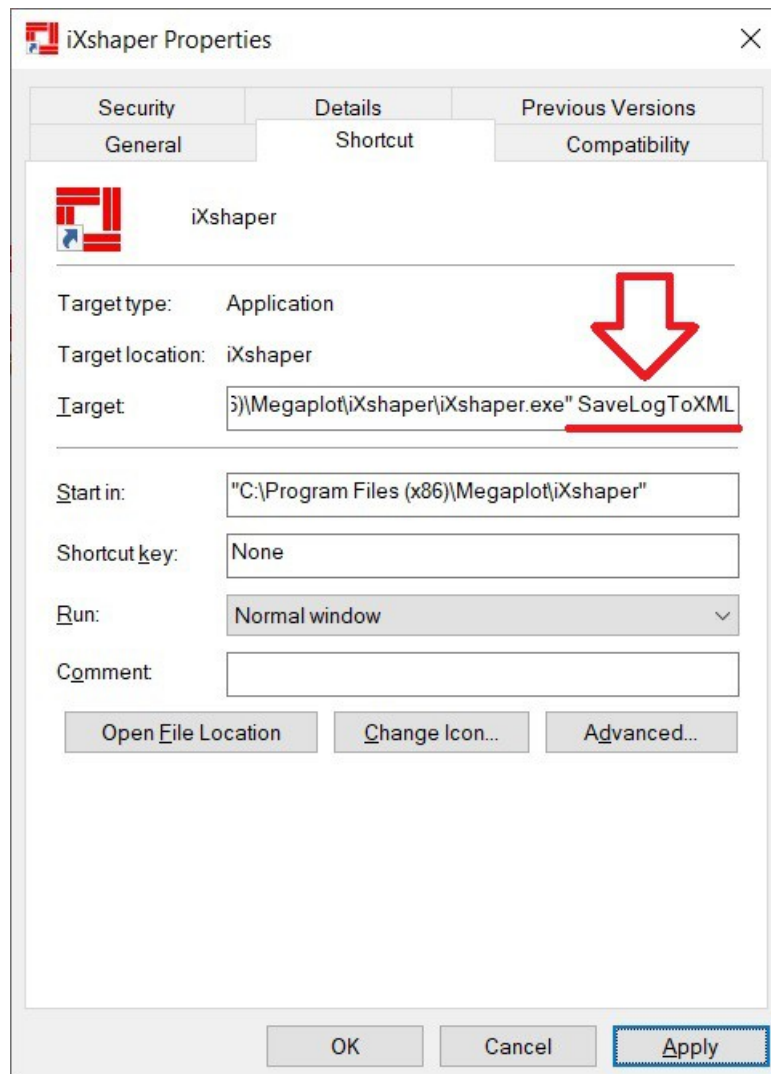 iXshaper Properties
Security Details Previous Versions
General Shortcut Compatibility
iXshaper
Target type: Application
Target location: iXshaper
Target: 6)\Megaplot\iXshaper\iXshaper.exe" SaveLogToXML
Start in: "C:\Program Files (x86)\Megaplot\iXshaper"
Shortcut key: None
Run: Normal window
Comment:
Open File Location Change Icon... Advanced...
OK Cancel Apply